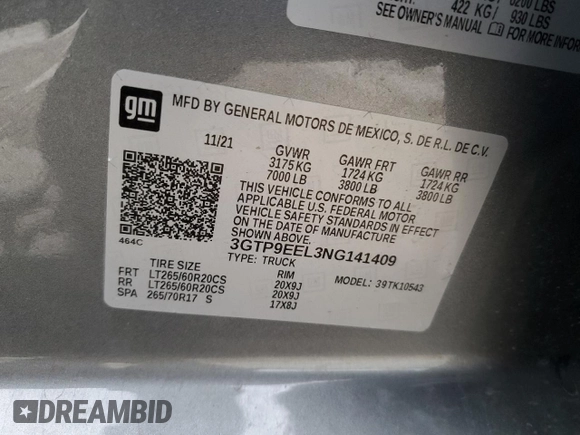 422 KG/ 930 LBS
SEE OWNER'S MANUAL FOR MORE INFOR
gm
MFD BY GENERAL MOTORS DE MEXICO, S. DE R.L. DE C.V.
11/21
GVWR GAWR FRT GAWR RR
3175 KG 1724 KG 1724 KG
7000 LB 3800 LB 3800 LB
THIS VEHICLE CONFORMS TO ALL
APPLICABLE U.S. FEDERAL MOTOR
VEHICLE SAFETY STANDARDS IN EFFECT
ON THE DATE OF MANUFACTURE
SHOWN ABOVE.
464C
3GTP9EEL3NG141409
TYPE: TRUCK
MODEL: 39TK10543
TIRE SIZE RIM
FRT LT265/60R20CS 20X9J
RR LT265/60R20CS 20X9J
SPA 265/70R17 S 17X8J
DREAMBID